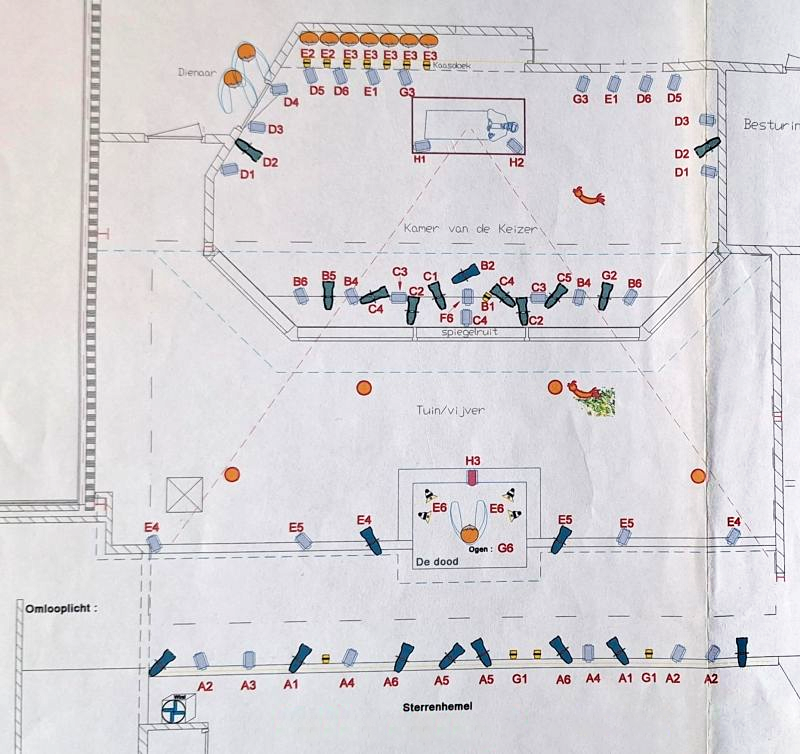 E2 E2 E3 E3 E3 E3 E3
Kaasdoek
Dienaar
D5 D6 E1 G3
G3 E1 D6 D5
D4
D3
D3
D2
D2
D1
D1
H1
H2
Kamer van de Keizer
B2
B6 B5 B4 C3 C1 C4 C3 C5 B4 G2 B6
C4 C2 B1
F6 C4 C2
spiegelruit
Tuin/vijver
H3
E6 E6
E4 E5 E4 E5 E5 E4
Ogen : G6
De dood
Omlooplicht :
A2 A3 A1 A4 A6 A5 A5 G1 A6 A4 A1 G1 A2 A2
Sterrenhemel